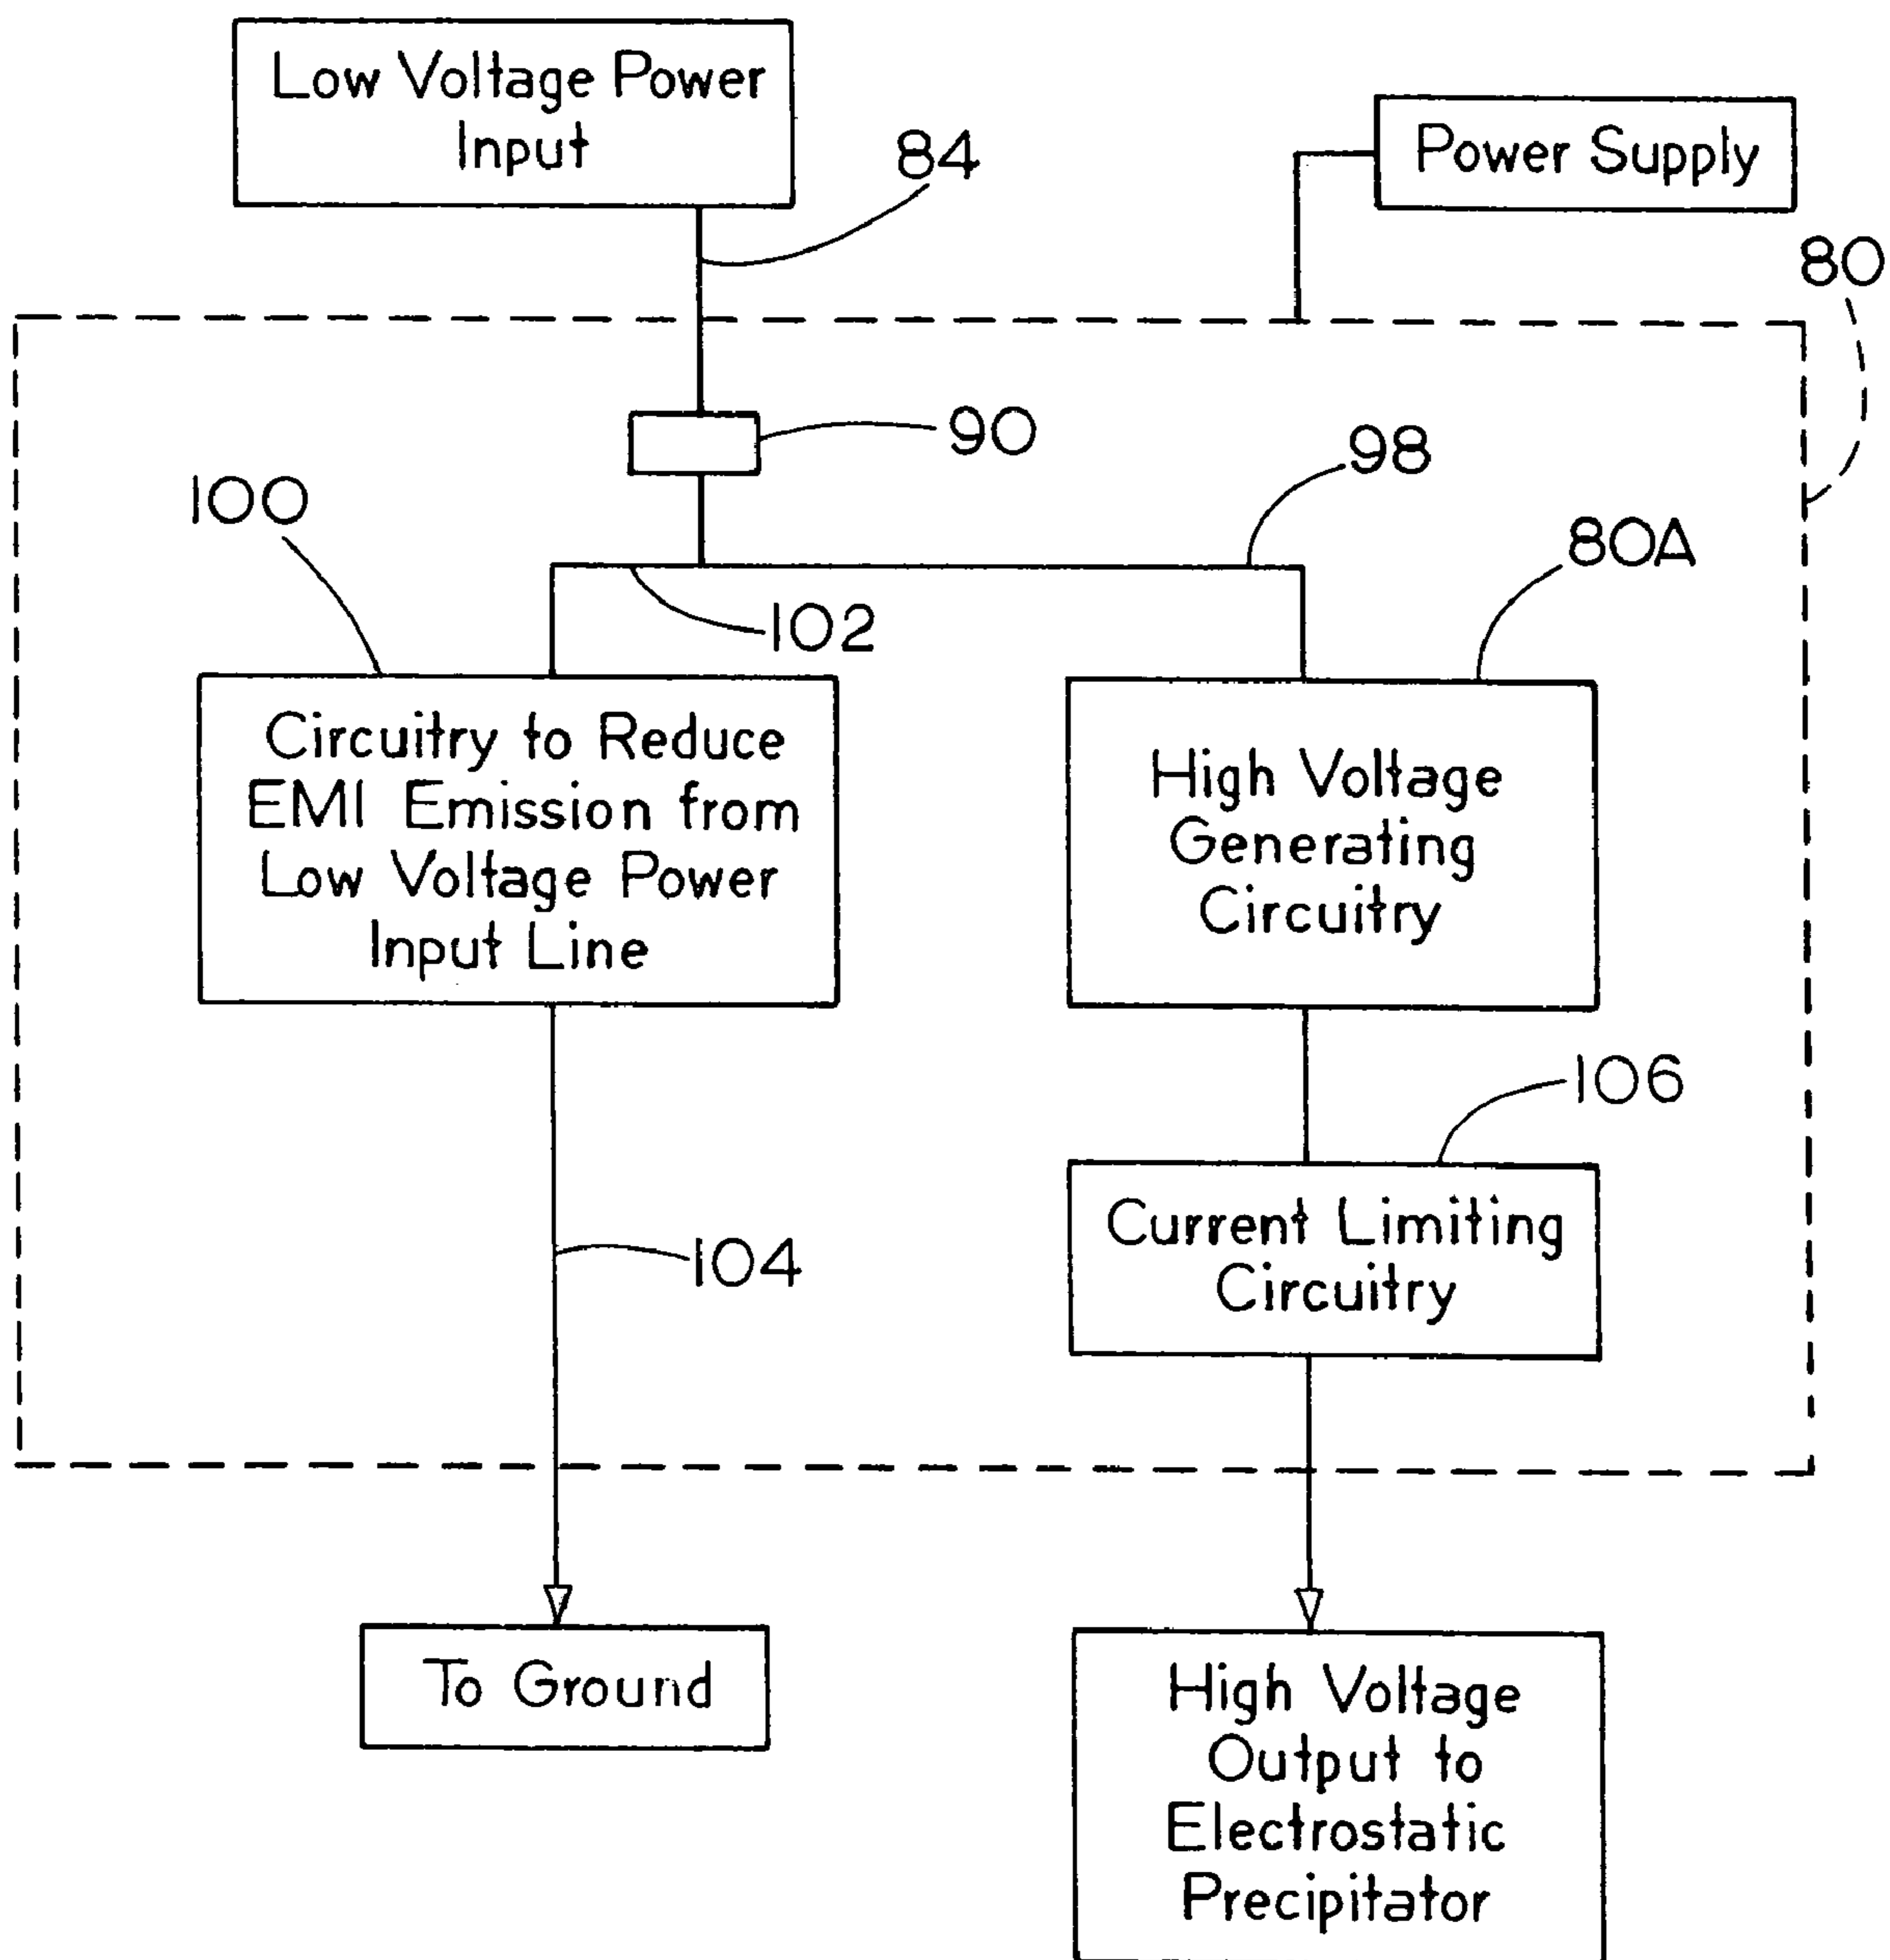 Low Voltage Power
Input
84
Power Supply
80
90
98
100
80A
102
Circuitry to Reduce
EMI Emission from
Low Voltage Power
Input Line
High Voltage
Generating
Circuitry
106
Current Limiting
Circuitry
104
To Ground
High Voltage
Output to
Electrostatic
Precipitator